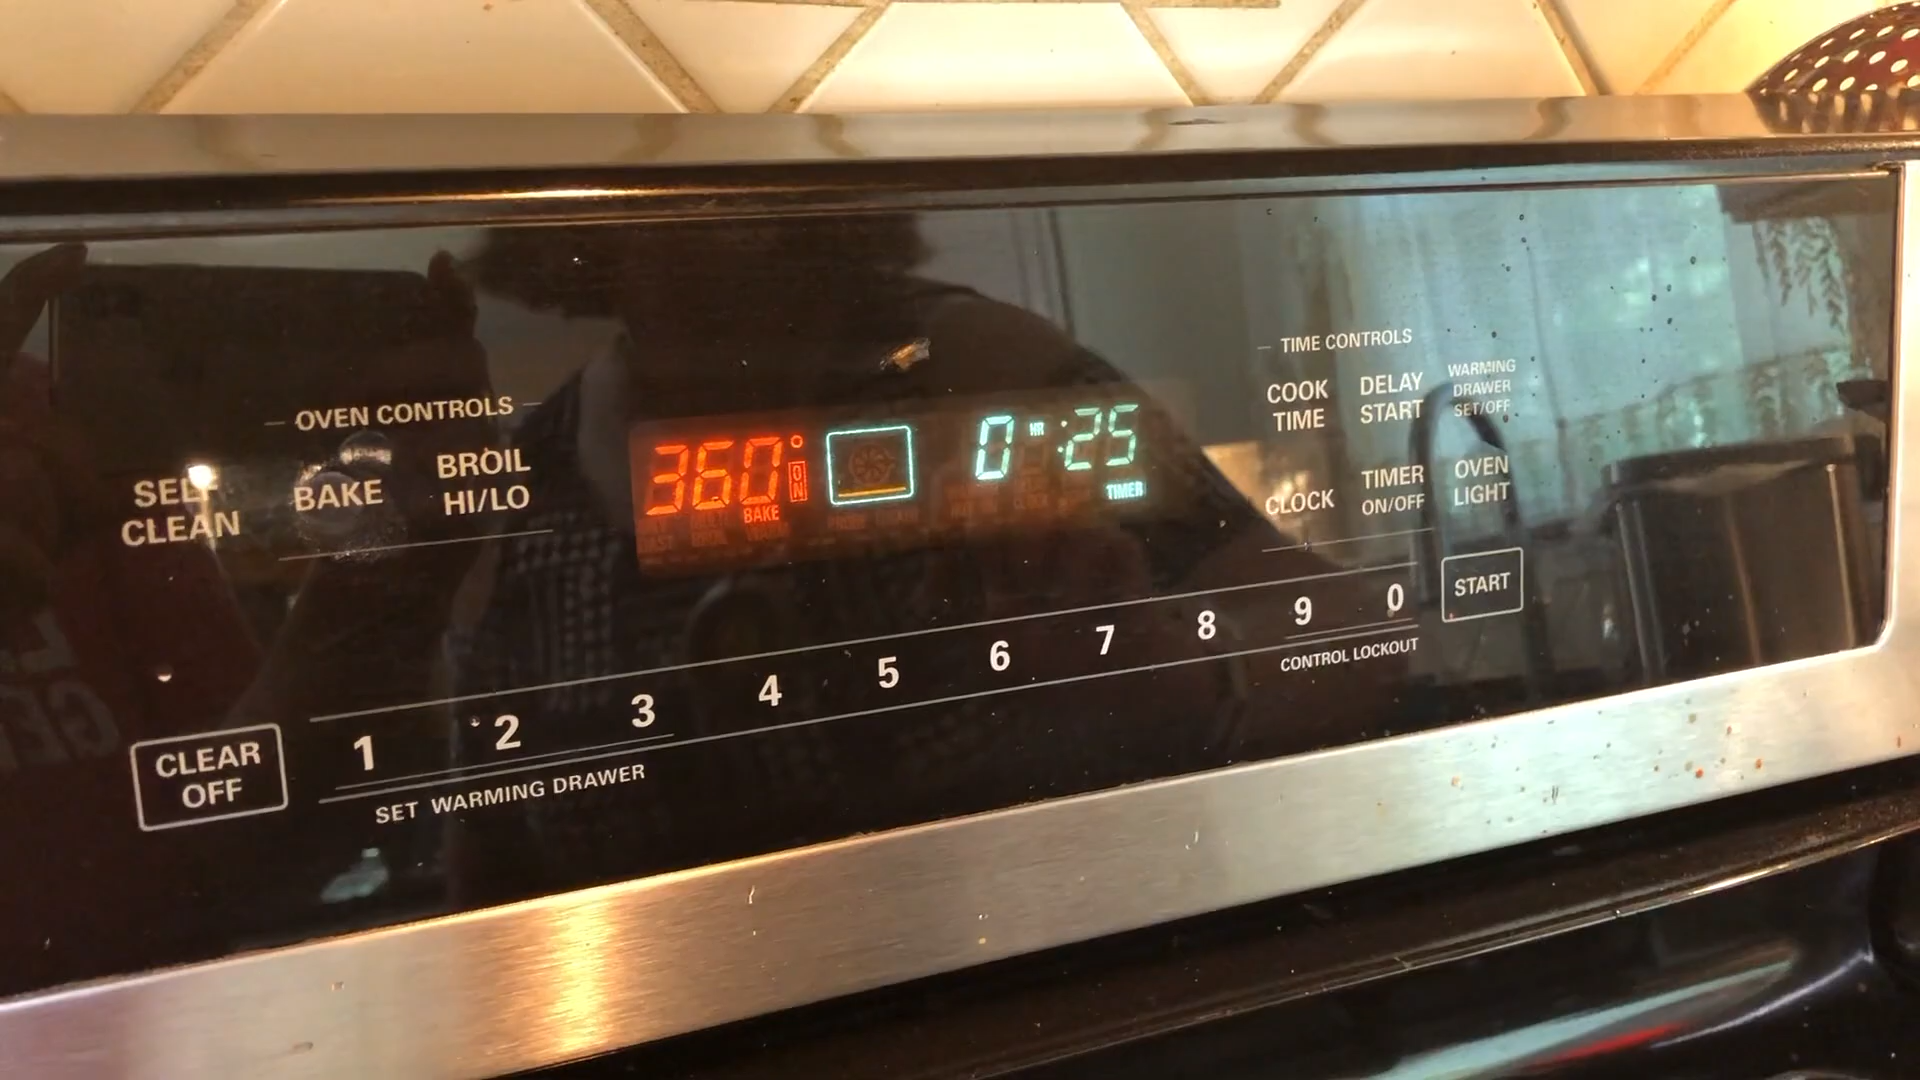 OVEN CONTROLS
SELF
CLEAN
BAKE
BROIL
HI/LO
360°
ON
BAKE
0 HR :25
TIMER
TIME CONTROLS
COOK
TIME
DELAY
START
WARMING
DRAWER
SET/OFF
CLOCK
TIMER
ON/OFF
OVEN
LIGHT
START
CLEAR
OFF
1 2 3 4 5 6 7 8 9 0
SET WARMING DRAWER
CONTROL LOCKOUT